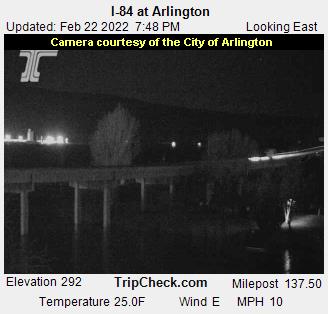 I-84 at Arlington
Updated: Feb 22 2022 7:48 PM Looking East
Camera courtesy of the City of Arlington
Elevation 292 TripCheck.com Milepost 137.50
Temperature 25.0F Wind E MPH 10